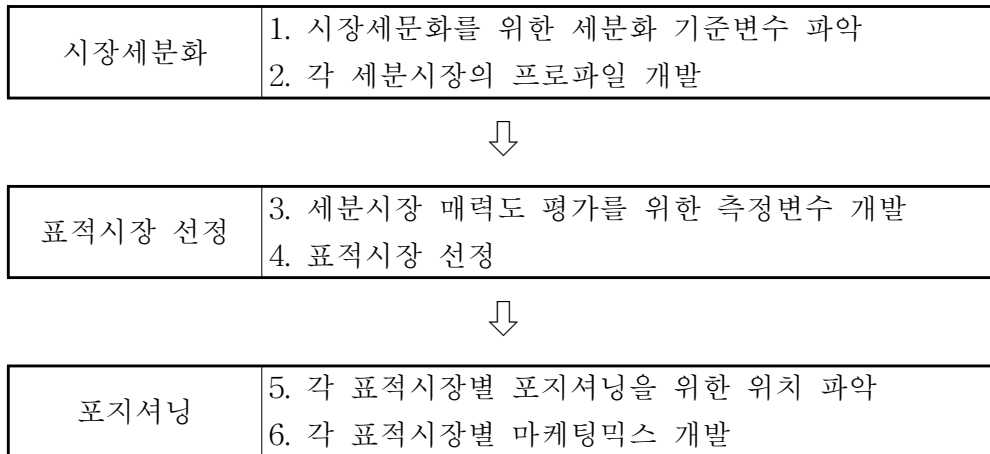 시장세분화
1. 시장세문화를 위한 세분화 기준변수 파악
2. 각 세분시장의 프로파일 개발
⇩
표적시장 선정
3. 세분시장 매력도 평가를 위한 측정변수 개발
4. 표적시장 선정
⇩
포지셔닝
5. 각 표적시장별 포지셔닝을 위한 위치 파악
6. 각 표적시장별 마케팅믹스 개발